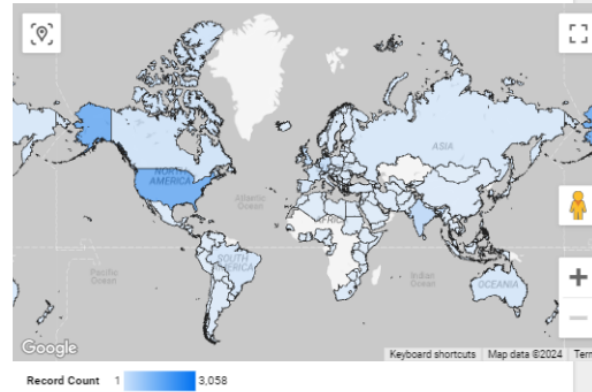 NORTH
AMERICA
ASIA
Atlantic
Ocean
AFRICA
SOUTH
AMERICA
Pacific
Ocean
Indian
Ocean
OCEANIA
Google
Keyboard shortcuts Map data ©2024
Record Count 1 3,058